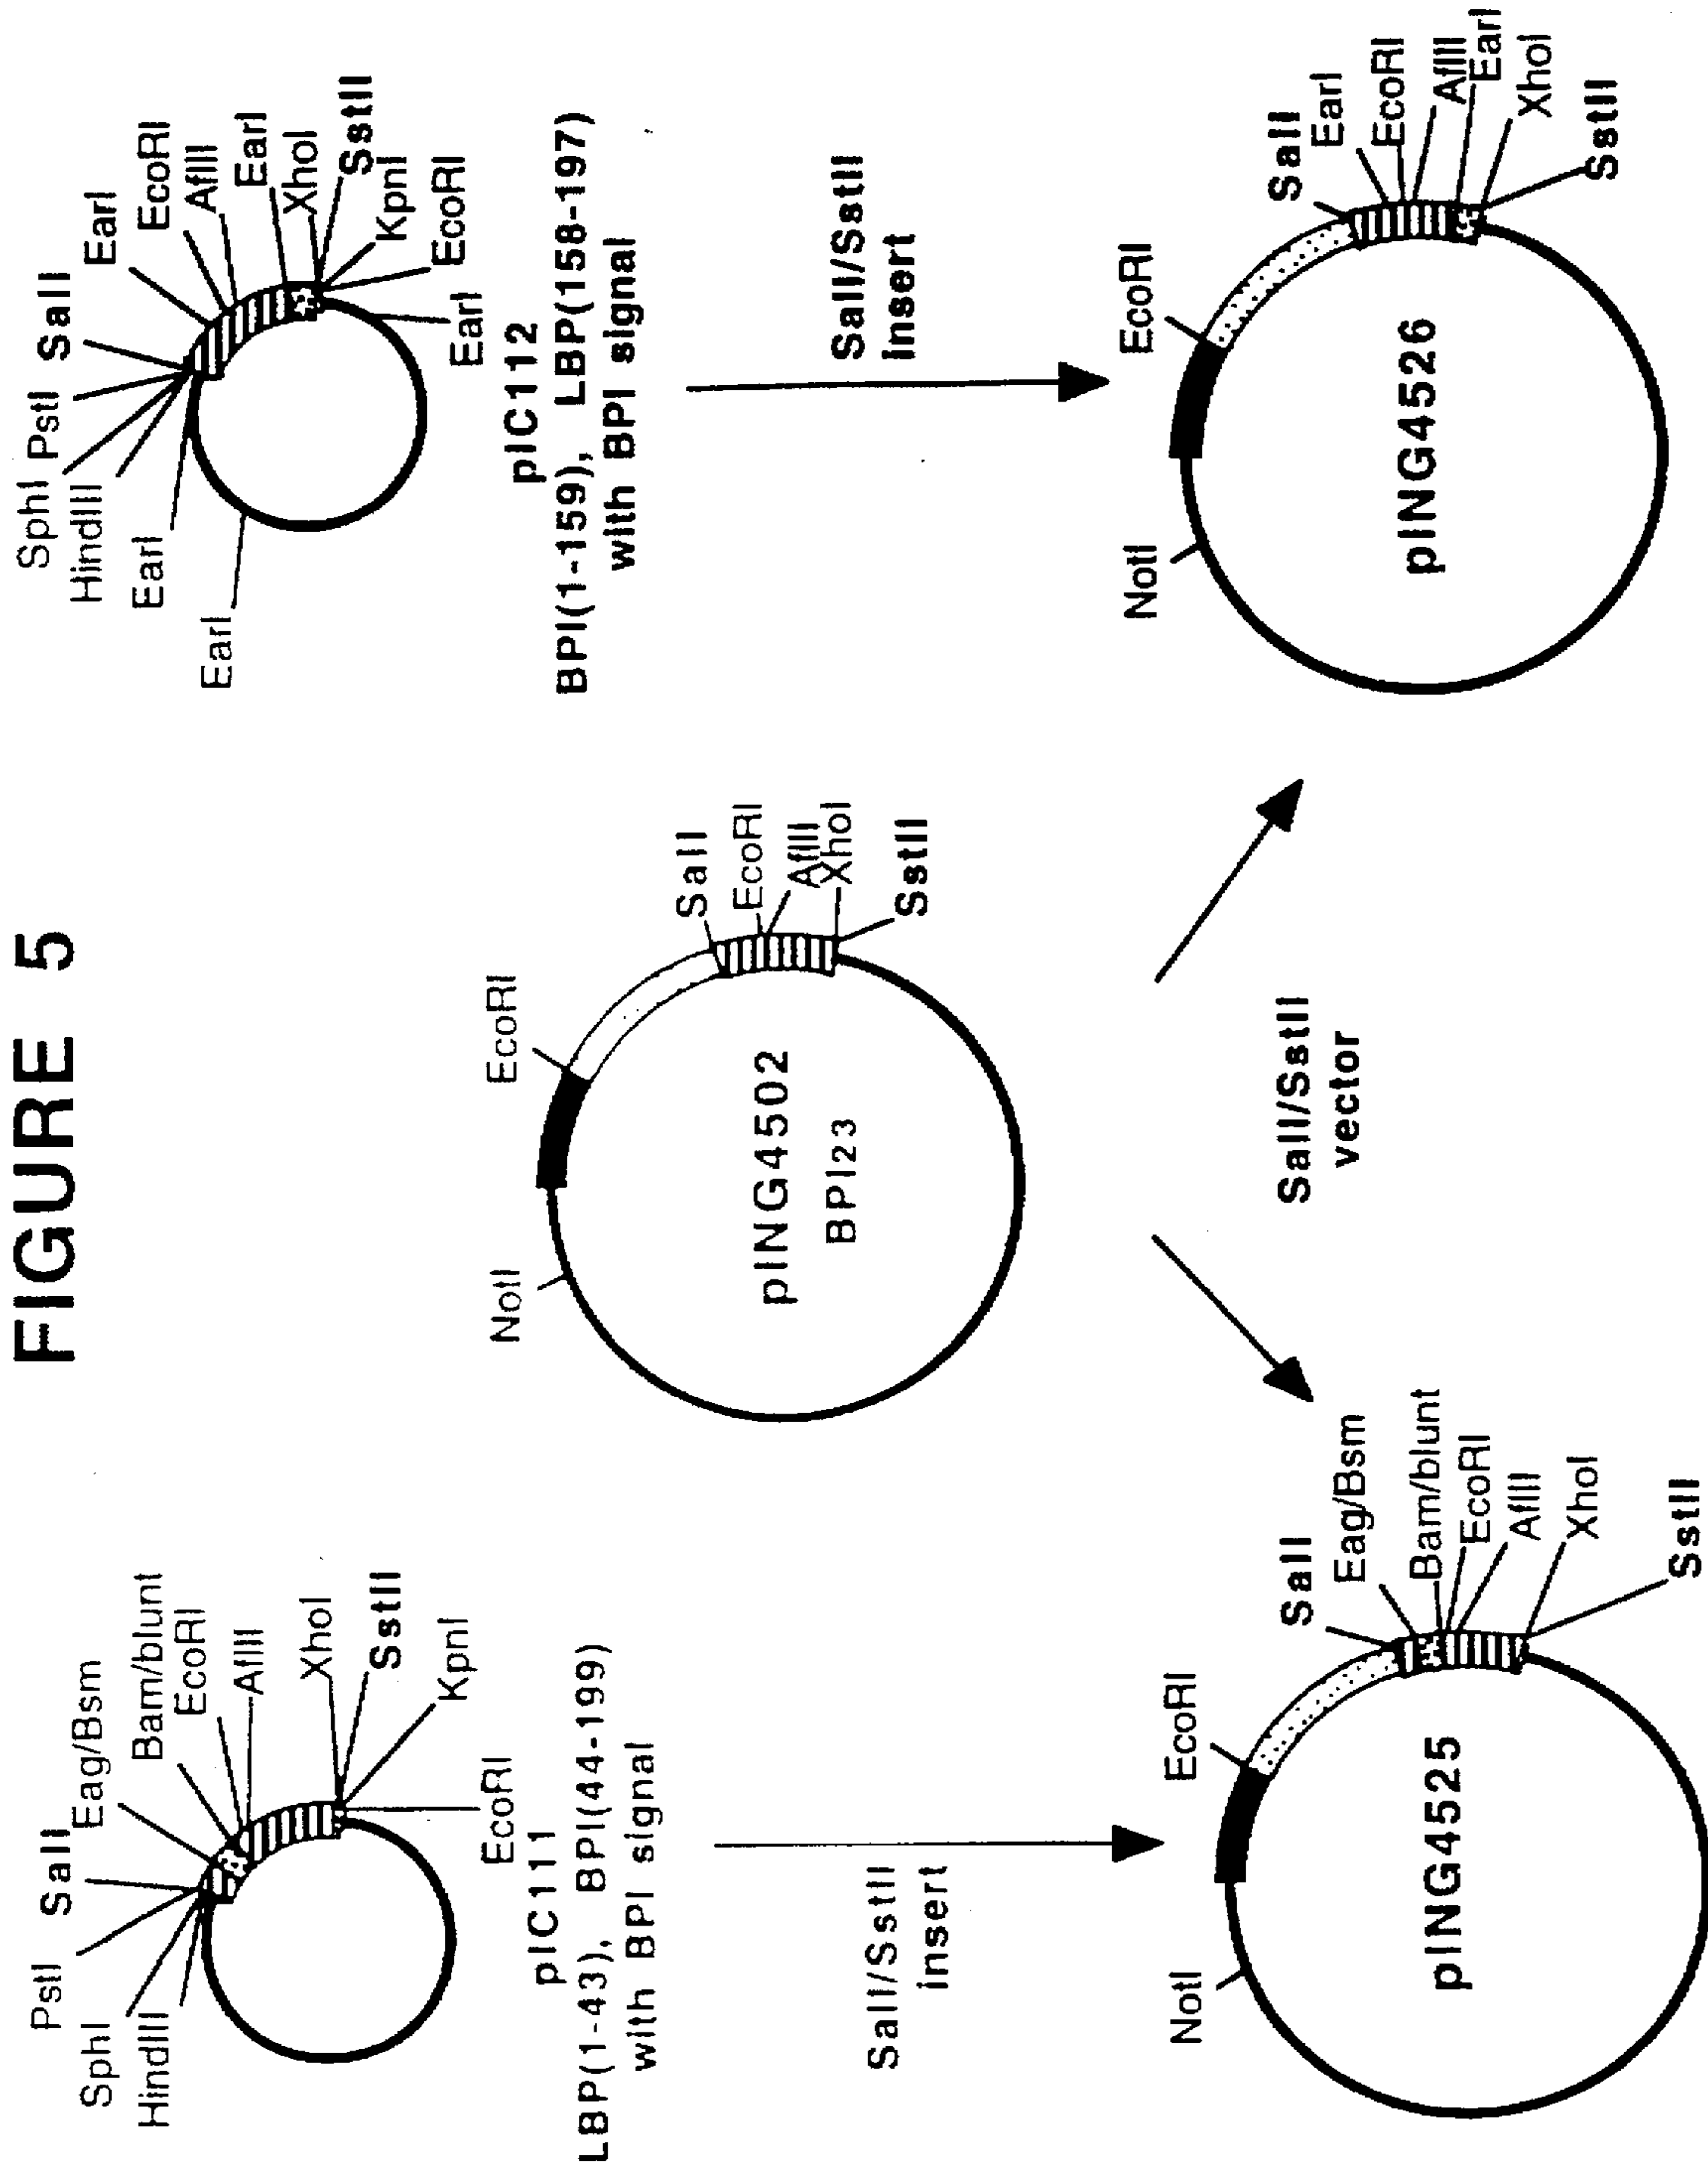 FIGURE 5
PstI
SphI
HindIII
SalI
Eag/Bsm
Bam/blunt
EcoRI
AflII
XhoI
SstII
KpnI
EcoRI
pIC111
LBP(1-43), BPI(44-199)
with BPI signal
SalI/SstII
insert
NotI
EcoRI
SalI
EcoRI
AflII
XhoI
SstII
pING4502
BPI23
SalI/SstII
vector
SphI
PstI
HindIII
EarI
EarI
SalI
EarI
EcoRI
AflII
EarI
XhoI
SstII
KpnI
EcoRI
EarI
pIC112
BPI(1-159), LBP(158-197)
with BPI signal
SalI/SstII
insert
NotI
EcoRI
SalI
Eag/Bsm
Bam/blunt
EcoRI
AflII
XhoI
SstII
pING4525
NotI
EcoRI
SalI
EarI
EcoRI
AflII
EarI
XhoI
SstII
pING4526